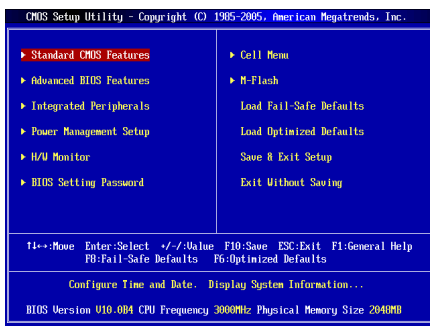 CMOS Setup Utility - Copyright (C) 1985-2005, American Megatrends, Inc.
▶ Standard CMOS Features
▶ Advanced BIOS Features
▶ Integrated Peripherals
▶ Power Management Setup
▶ H/W Monitor
▶ BIOS Setting Password
▶ Cell Menu
▶ M-Flash
Load Fail-Safe Defaults
Load Optimized Defaults
Save & Exit Setup
Exit Without Saving
↑↓↔:Move Enter:Select +/-/:Value F10:Save ESC:Exit F1:General Help
F8:Fail-Safe Defaults F6:Optimized Defaults
Configure Time and Date. Display System Information...
BIOS Version V10.0B4 CPU Frequency 3000MHz Physical Memory Size 2048MB